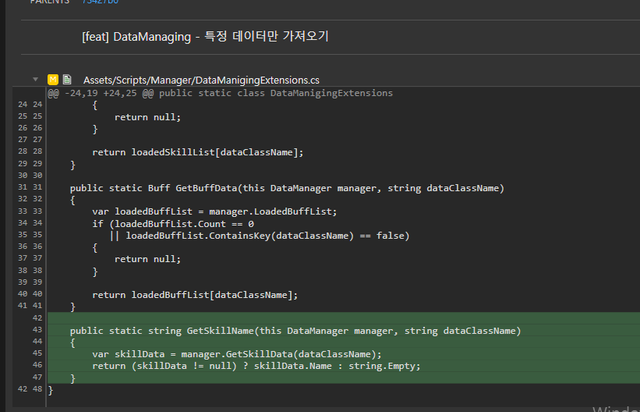 PARENTS 73427b0
[feat] DataManaging - 특정 데이터만 가져오기
Assets/Scripts/Manager/DataManigingExtensions.cs
@@ -24,19 +24,25 @@ public static class DataManigingExtensions
24 24 {
25 25 return null;
26 26 }
27 27
28 28 return loadedSkillList[dataClassName];
29 29 }
30 30
31 31 public static Buff GetBuffData(this DataManager manager, string dataClassName)
32 32 {
33 33 var loadedBuffList = manager.LoadedBuffList;
34 34 if (loadedBuffList.Count == 0
35 35 || loadedBuffList.ContainsKey(dataClassName) == false)
36 36 {
37 37 return null;
38 38 }
39 39
40 40 return loadedBuffList[dataClassName];
41 41 }
42
43 public static string GetSkillName(this DataManager manager, string dataClassName)
44 {
45 var skillData = manager.GetSkillData(dataClassName);
46 return (skillData != null) ? skillData.Name : string.Empty;
47 }
42 48 }